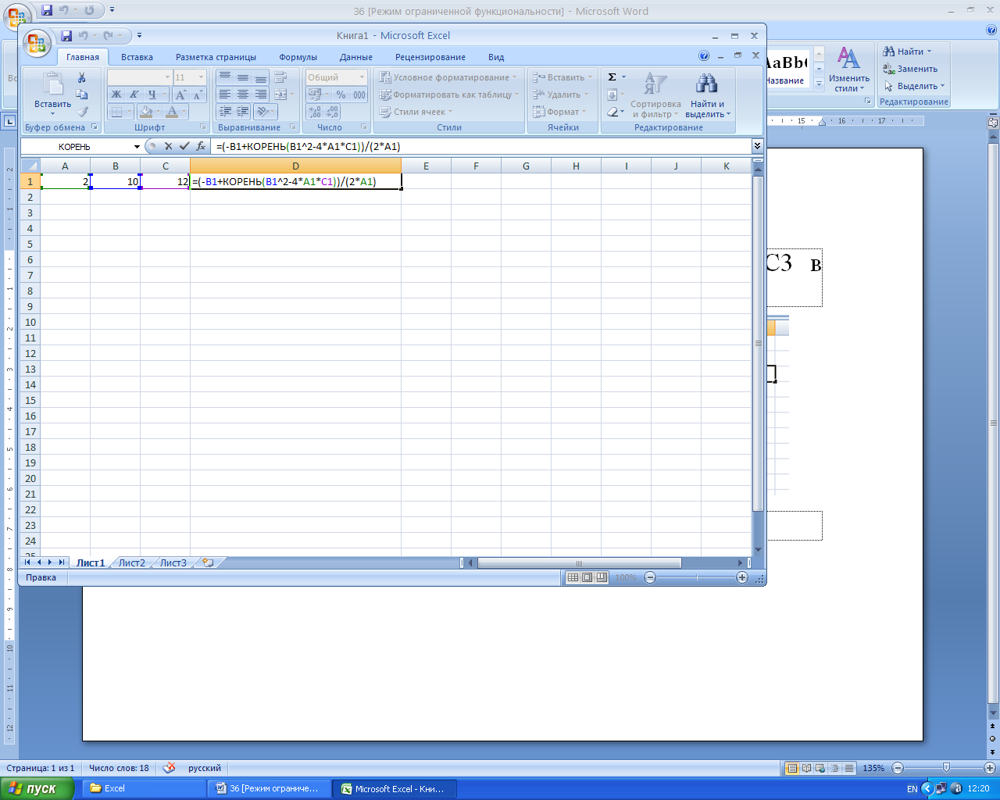 36 [Режим ограниченной функциональности] - Microsoft Word
Книга1 - Microsoft Excel
Главная Вставка Разметка страницы Формулы Данные Рецензирование Вид
Вставить
Буфер обмена
11
Ж К Ч
Шрифт
Выравнивание
Общий
% 000
Число
Условное форматирование
Форматировать как таблицу
Стили ячеек
Стили
Вставить
Удалить
Формат
Ячейки
Σ
Сортировка и фильтр
Найти и выделить
Редактирование
АаВbС
Название
Изменить стили
Найти
Заменить
Выделить
Редактирование
КОРЕНЬ
=(-B1+КОРЕНЬ(B1^2-4*A1*C1))/(2*A1)
A B C D E F G H I J K
1 2 10 12 =(-B1+КОРЕНЬ(B1^2-4*A1*C1))/(2*A1)
2
3
4
5
6
7
8
9
10
11
12
13
14
15
16
17
18
19
20
21
22
23
24
25
15 16 17
С3 в
Лист1 Лист2 Лист3
Правка
100%
Страница: 1 из 1 Число слов: 18 русский
135%
пуск
Excel
36 [Режим ограниче...
Microsoft Excel - Кни...
EN
12:20